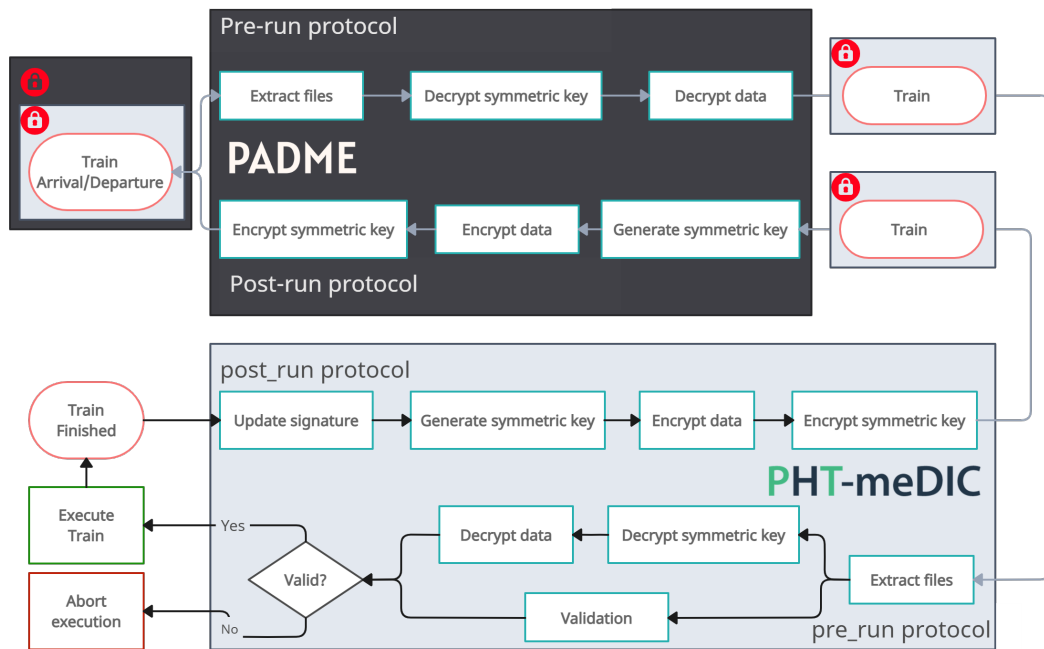 Pre-run protocol
Extract files
Decrypt symmetric key
Decrypt data
Train
Train
Arrival/Departure
PADME
Encrypt symmetric key
Encrypt data
Generate symmetric key
Train
Post-run protocol
post_run protocol
Train
Finished
Update signature
Generate symmetric key
Encrypt data
Encrypt symmetric key
PHT-meDIC
Execute
Train
Yes
Decrypt data
Decrypt symmetric key
Valid?
Extract files
Abort
execution
No
Validation
pre_run protocol